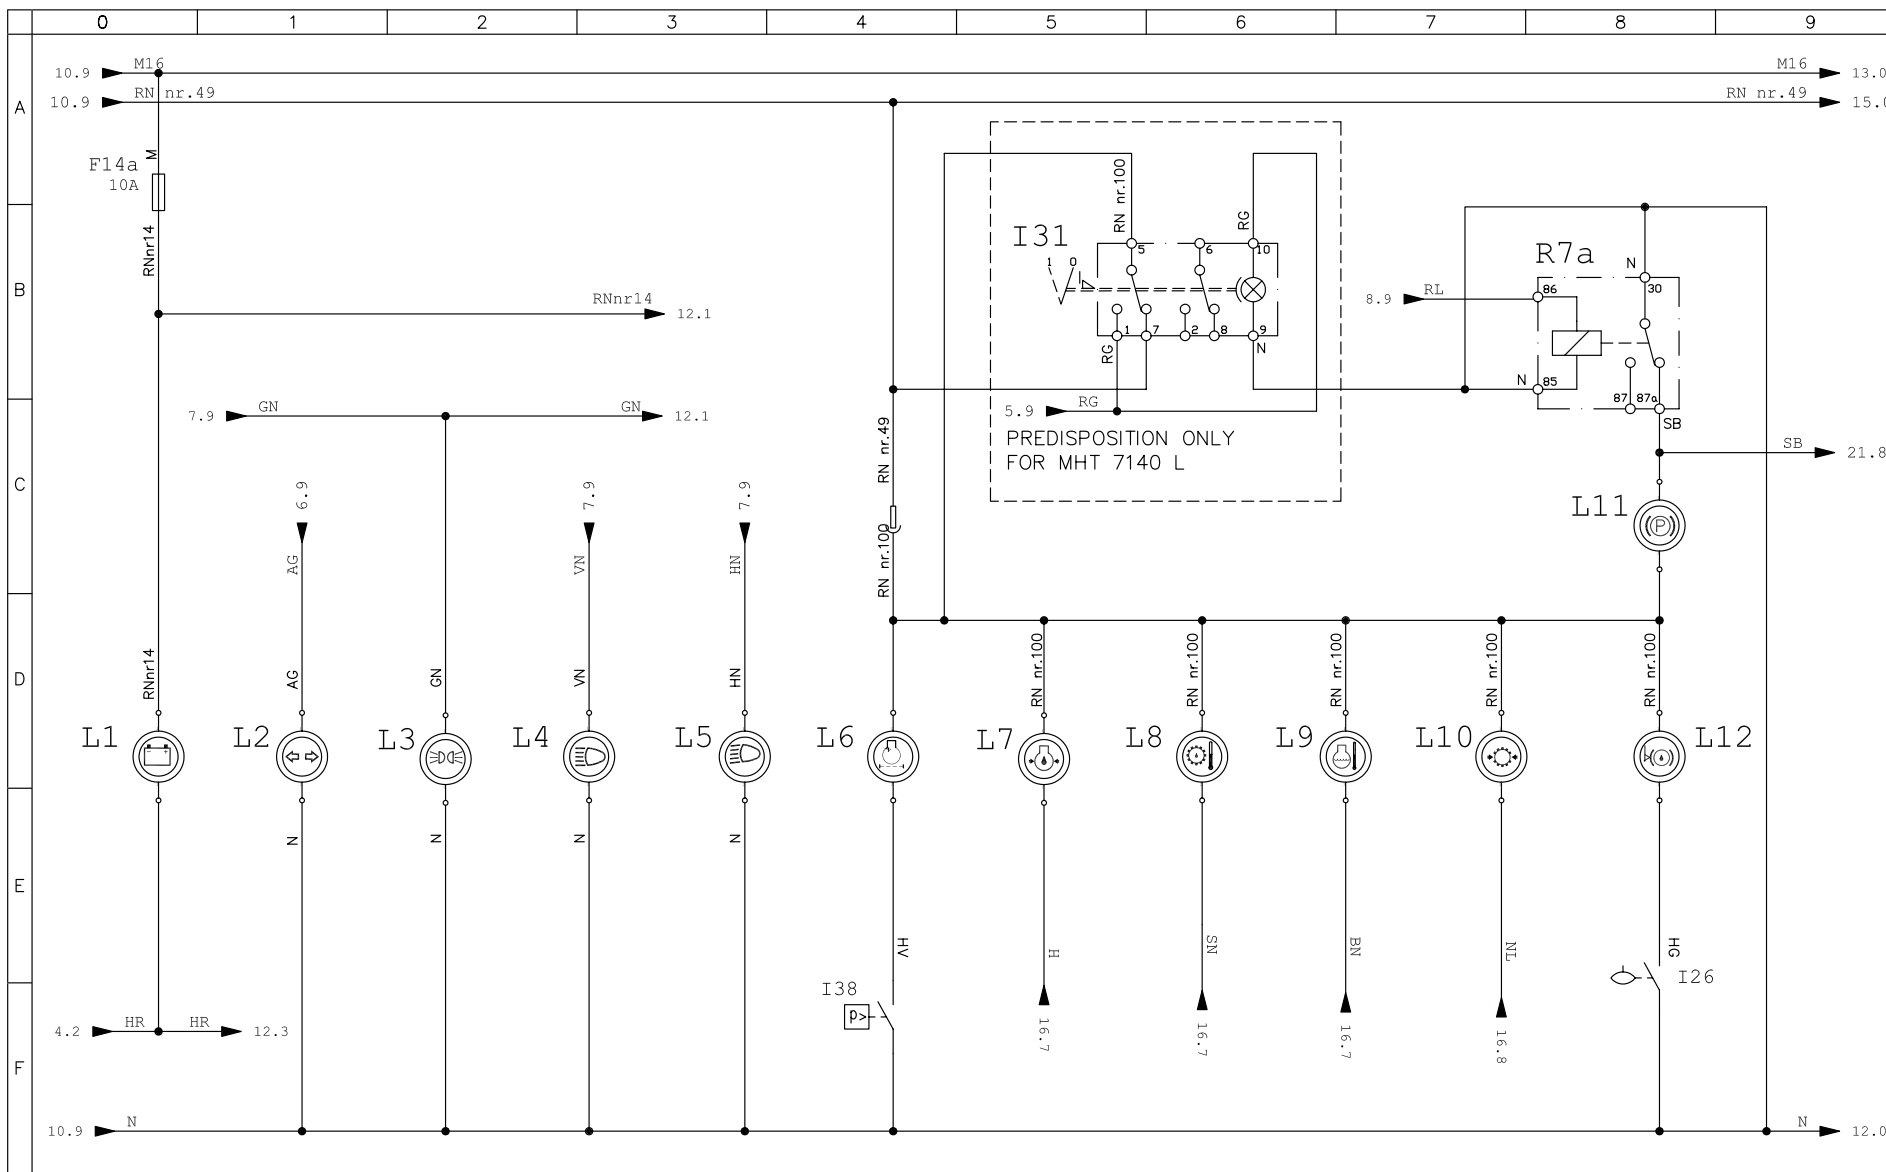 0 1 2 3 4 5 6 7 8 9
10.9 M16 M16 13.0
A 10.9 RN nr.49 RN nr.49
M
F14a
10A
RN nr.100
RG
RNnr14
I31
5 6 10
R7a
N
30
1 0
B
86
8.9 RL
RNnr14
12.1
1 7 2 8 9
RG
N
N 85
87 87a
SB
7.9 GN GN 12.1
5.9 RG
PREDISPOSITION ONLY
FOR MHT 7140 L
RN nr.49
SB 21.8
C
6.9
7.9
7.9
L11
P
AG
VN
HN
RN nr.100
D
RNnr14
AG
GN
VN
HN
RN nr.100
RN nr.100
RN nr.100
RN nr.100
RN nr.100
L1 L2 L3 L4 L5 L6 L7 L8 L9 L10 L12
N
N
N
N
E
HV
H
SN
BN
NL
HG
I38
P>
I26
4.2 HR HR 12.3
16.7
16.7
16.7
16.8
F
10.9 N N 12.0